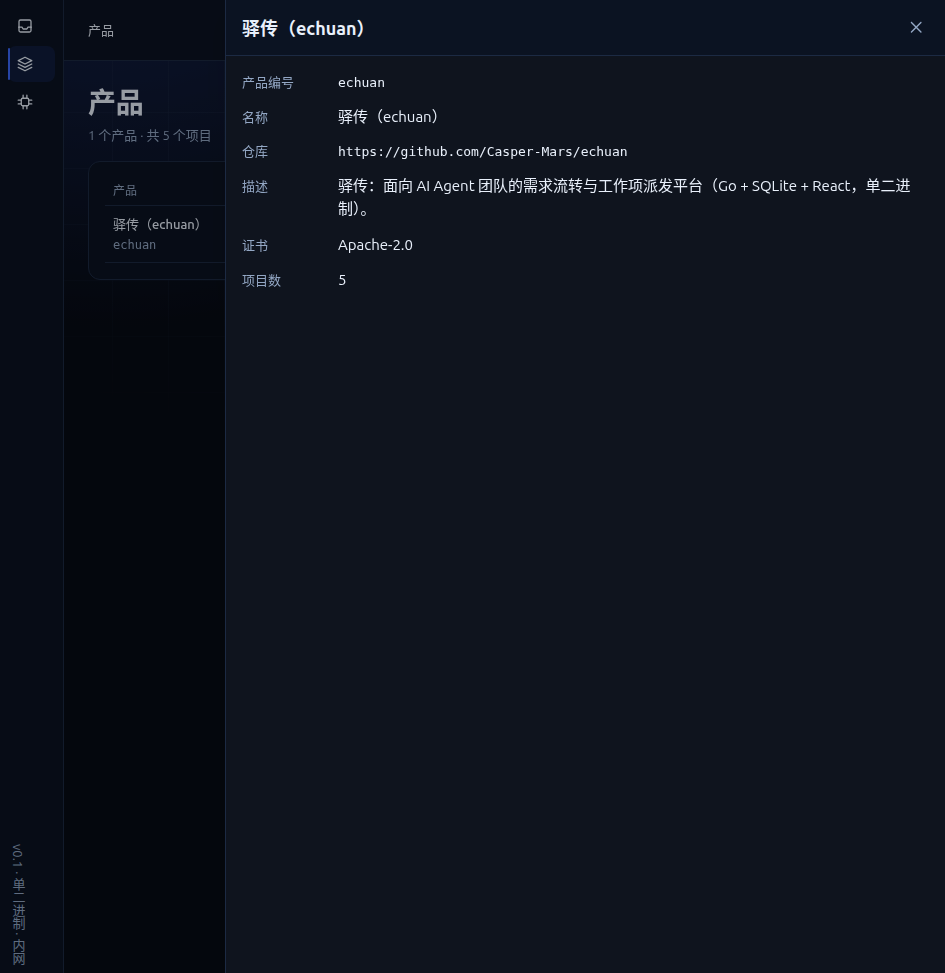 产品
产品
1 个产品 · 共 5 个项目
产品
驿传（echuan）
echuan
v0.1 · 单二进制 · 内网
驿传（echuan）
产品编号 echuan
名称 驿传（echuan）
仓库 https://github.com/Casper-Mars/echuan
描述 驿传：面向 AI Agent 团队的需求流转与工作项派发平台（Go + SQLite + React，单二进
制）。
证书 Apache-2.0
项目数 5